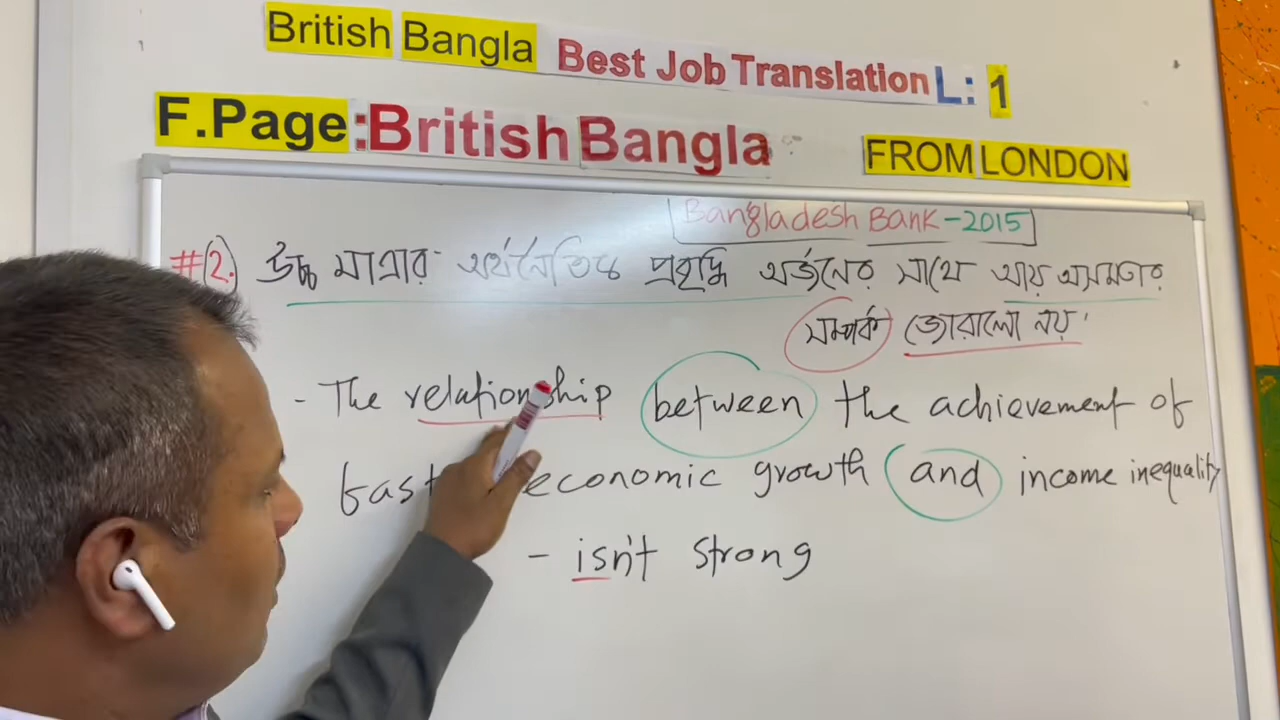 British Bangla Best Job Translation L: 1
F.Page:British Bangla FROM LONDON
Bangladesh Bank -2015
#(2.) উচ্চ মাত্রার অর্থনৈতিক প্রবৃদ্ধি অর্জনের সাথে আয় অসমতার
সম্পর্ক জোরালো নয়
- The relationship between the achievement of
fast economic growth and income inequality
- isn't strong